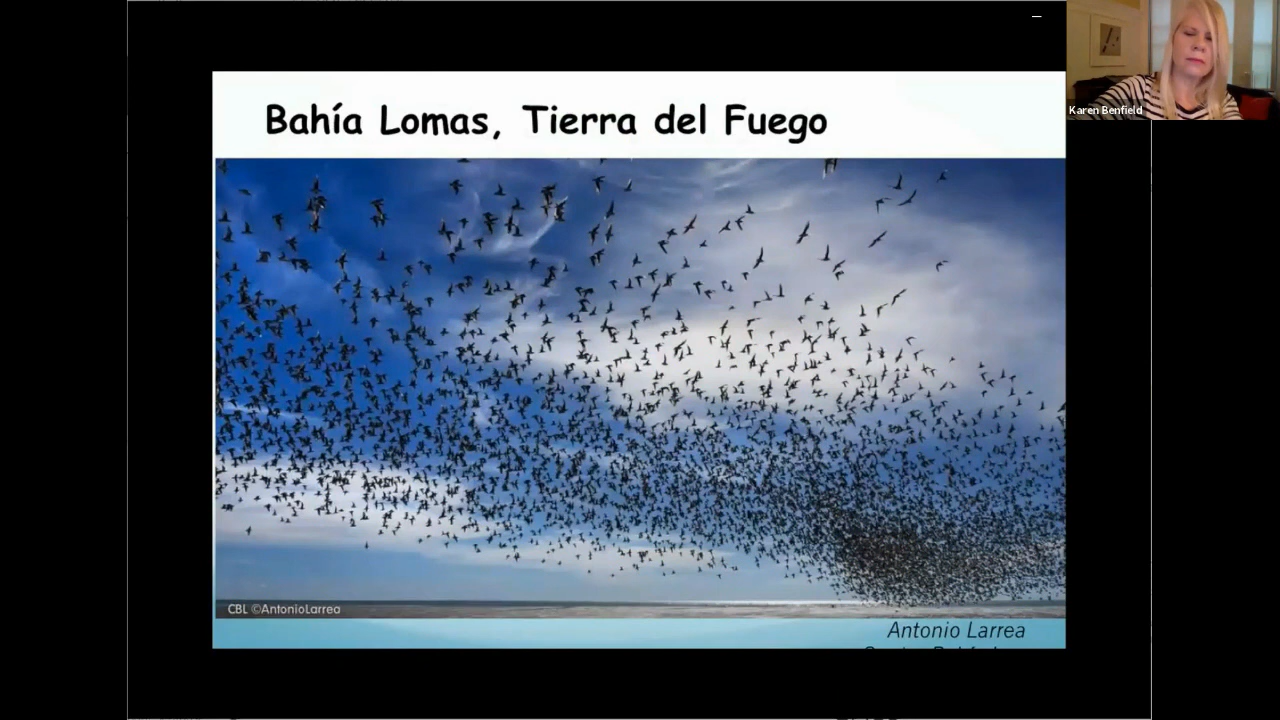 Karen Benfield
Bahía Lomas, Tierra del Fuego
CBL ©AntonioLarrea
Antonio Larrea